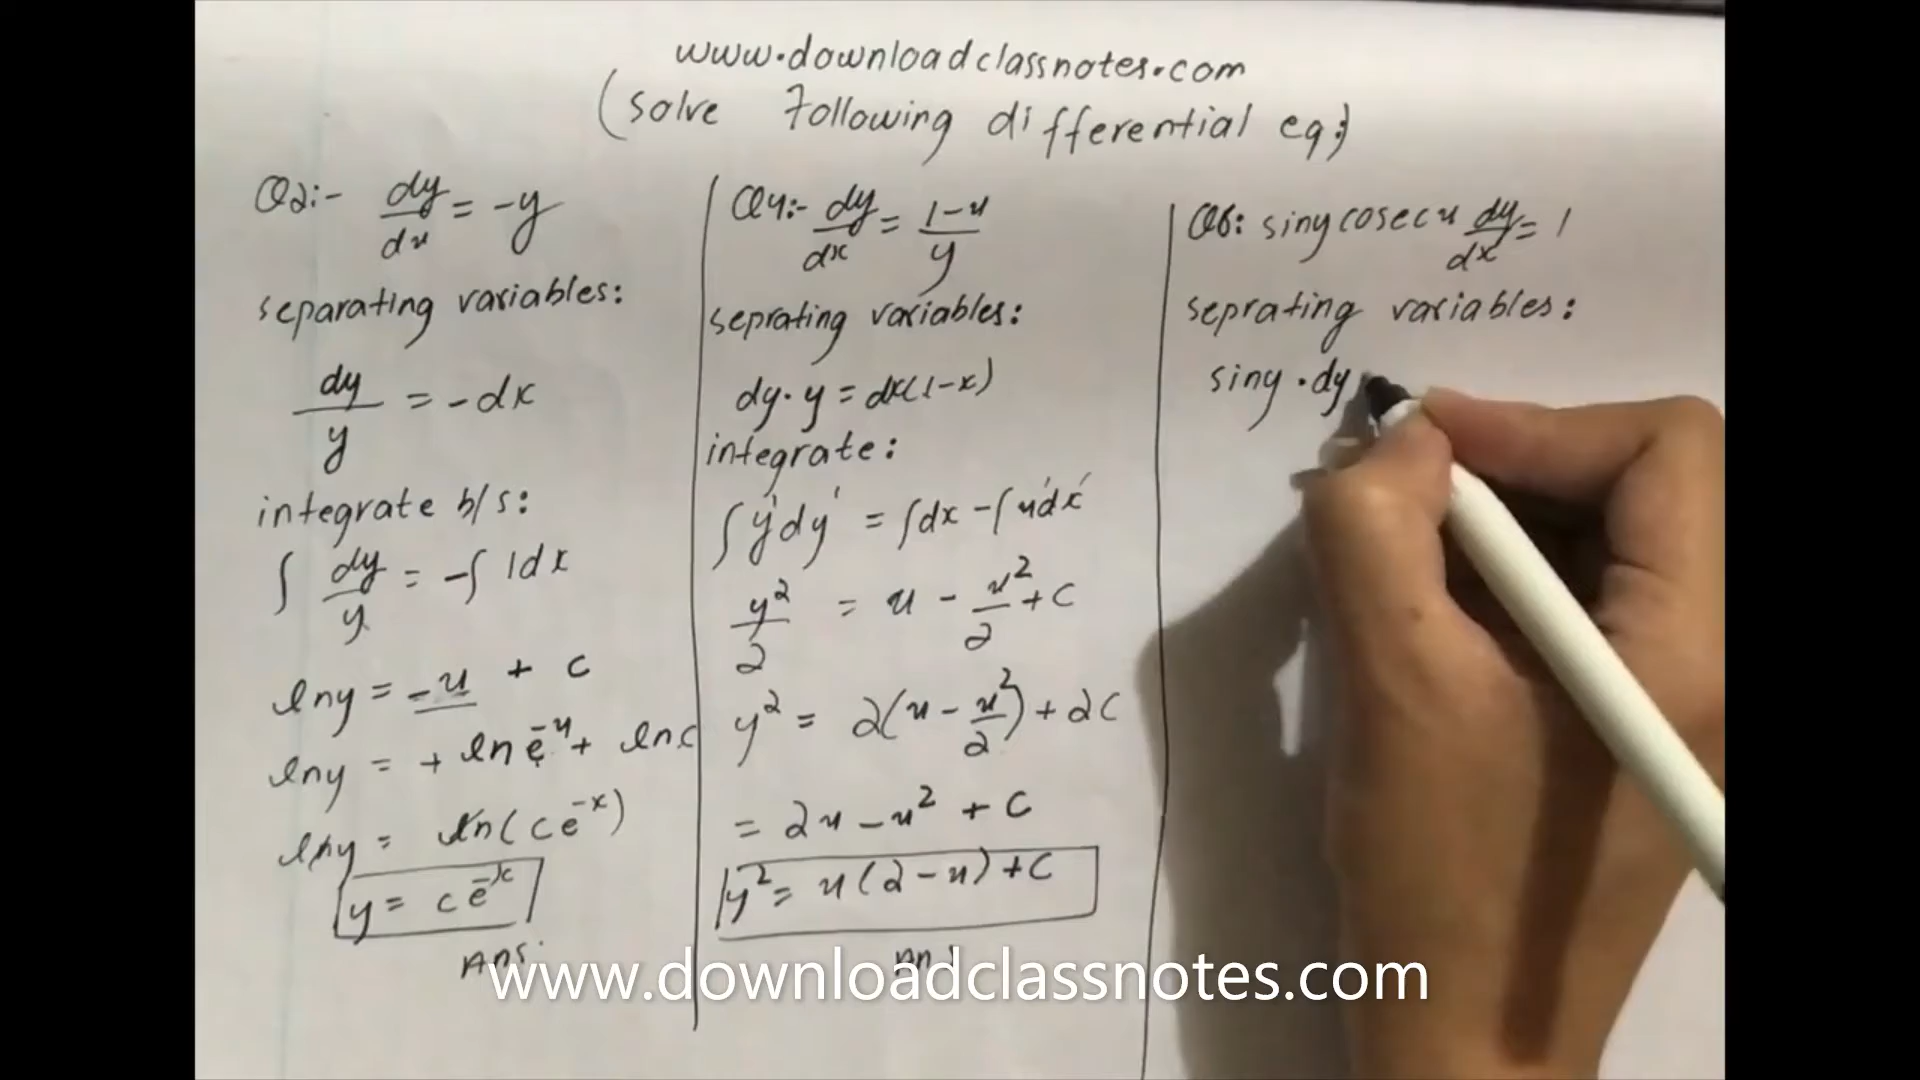 www.downloadclassnotes.com
(solve following differential eq;)
Q2:- dy/dx = -y
separating variables:
dy/y = -dx
integrate b/s:
∫ dy/y = -∫ 1dx
lny = -x + c
lny = + ln e^-x + lnc
lny = ln(ce^-x)
y = ce^-x
Ans.
Q4:- dy/dx = 1-x/y
seprating variables:
dy.y = dx(1-x)
integrate:
∫y'dy' = ∫dx - ∫x'dx'
y²/2 = x - x²/2 + c
y² = 2(x - x²/2) + 2c
= 2x - x² + c
y² = x(2-x) + c
Ans
Q6: siny cosec x dy/dx = 1
seprating variables:
siny.dy
www.downloadclassnotes.com